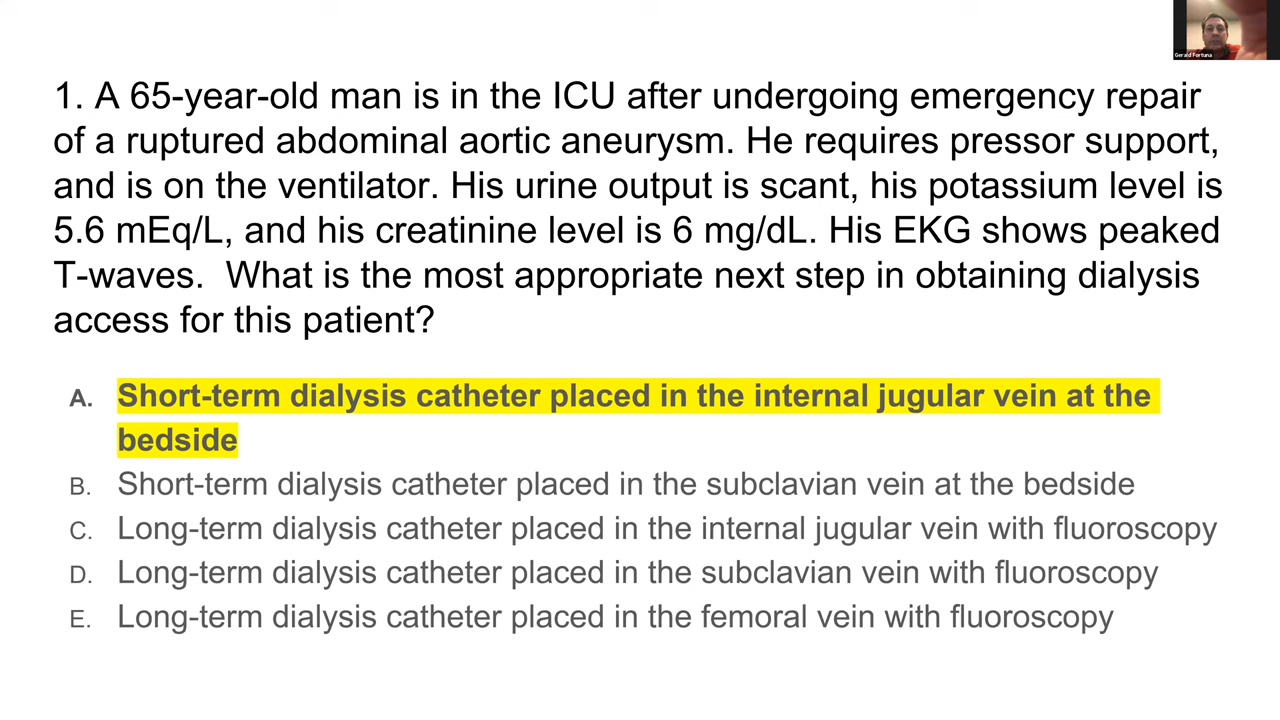 Gerald Fortuna
1. A 65-year-old man is in the ICU after undergoing emergency repair
of a ruptured abdominal aortic aneurysm. He requires pressor support,
and is on the ventilator. His urine output is scant, his potassium level is
5.6 mEq/L, and his creatinine level is 6 mg/dL. His EKG shows peaked
T-waves.  What is the most appropriate next step in obtaining dialysis
access for this patient?
A. Short-term dialysis catheter placed in the internal jugular vein at the
bedside
B. Short-term dialysis catheter placed in the subclavian vein at the bedside
C. Long-term dialysis catheter placed in the internal jugular vein with fluoroscopy
D. Long-term dialysis catheter placed in the subclavian vein with fluoroscopy
E. Long-term dialysis catheter placed in the femoral vein with fluoroscopy